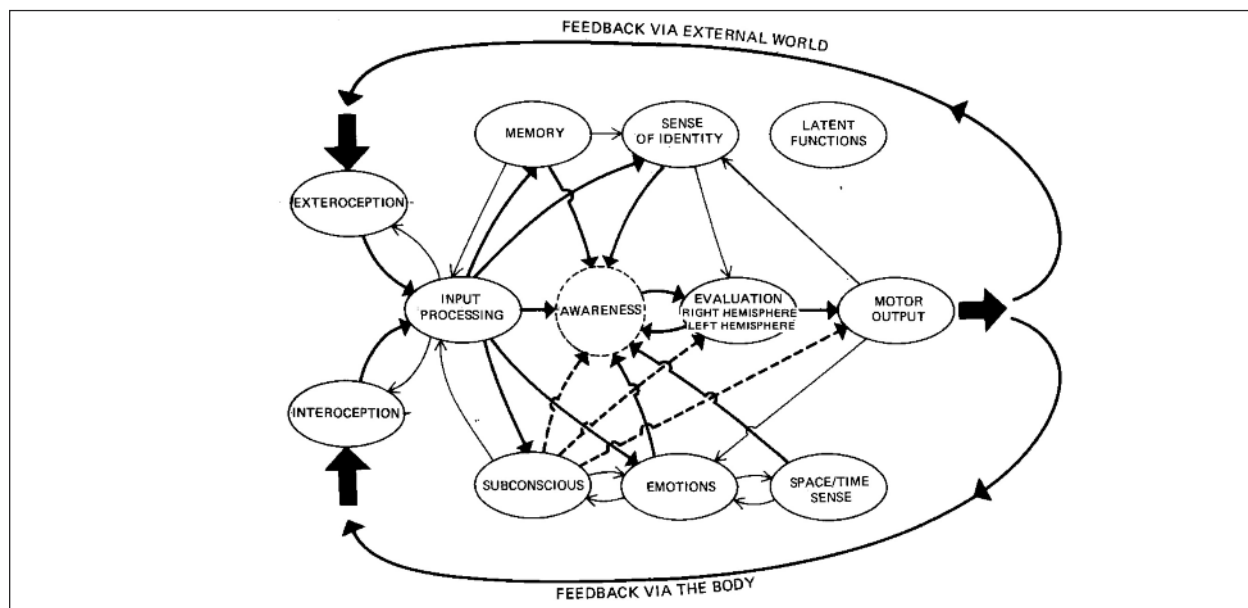 FEEDBACK VIA EXTERNAL WORLD
MEMORY
SENSE
OF IDENTITY
LATENT
FUNCTIONS
EXTEROCEPTION
INPUT
PROCESSING
AWARENESS
EVALUATION
RIGHT HEMISPHERE
LEFT HEMISPHERE
MOTOR
OUTPUT
INTEROCEPTION
SUBCONSCIOUS
EMOTIONS
SPACE/TIME
SENSE
FEEDBACK VIA THE BODY